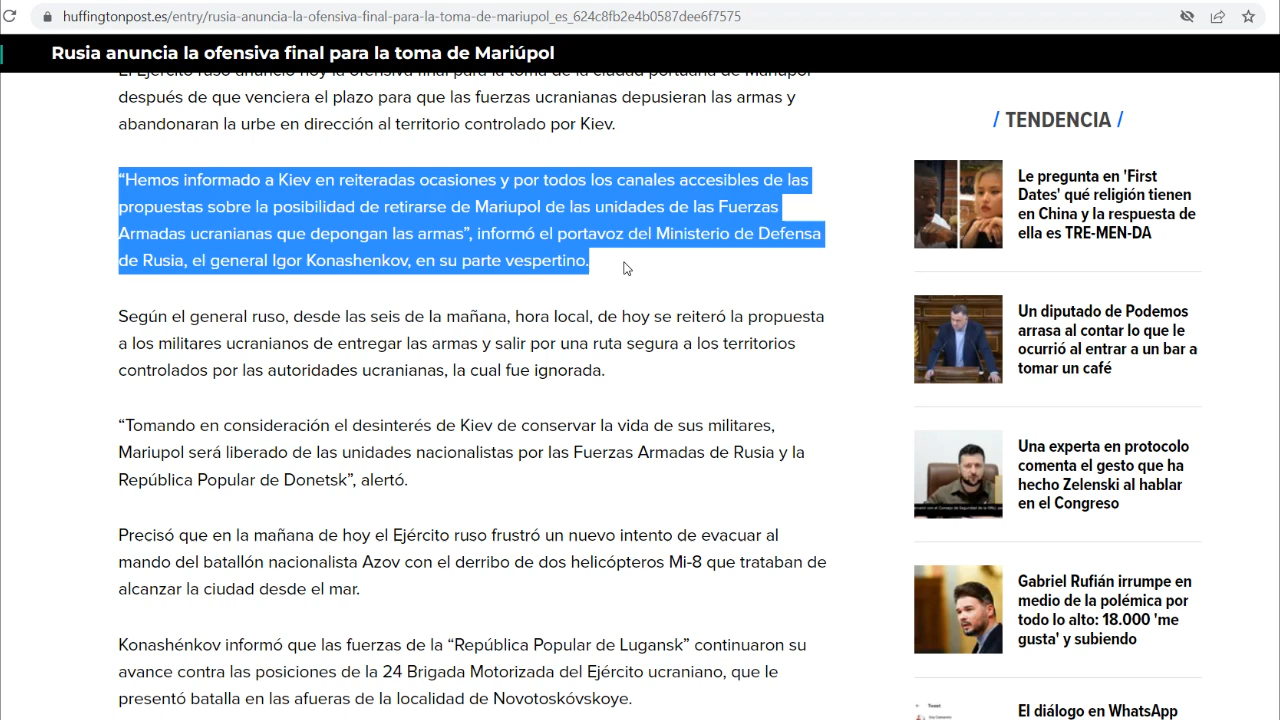 huffingtonpost.es/entry/rusia-anuncia-la-ofensiva-final-para-la-toma-de-mariupol_es_624c8fb2e4b0587dee6f7575
Rusia anuncia la ofensiva final para la toma de Mariúpol
El Ejército ruso anunció hoy la ofensiva final para la toma de la ciudad portuaria de Mariúpol
después de que venciera el plazo para que las fuerzas ucranianas depusieran las armas y
abandonaran la urbe en dirección al territorio controlado por Kiev.
“Hemos informado a Kiev en reiteradas ocasiones y por todos los canales accesibles de las
propuestas sobre la posibilidad de retirarse de Mariupol de las unidades de las Fuerzas
Armadas ucranianas que depongan las armas”, informó el portavoz del Ministerio de Defensa
de Rusia, el general Igor Konashenkov, en su parte vespertino.
Según el general ruso, desde las seis de la mañana, hora local, de hoy se reiteró la propuesta
a los militares ucranianos de entregar las armas y salir por una ruta segura a los territorios
controlados por las autoridades ucranianas, la cual fue ignorada.
“Tomando en consideración el desinterés de Kiev de conservar la vida de sus militares,
Mariupol será liberado de las unidades nacionalistas por las Fuerzas Armadas de Rusia y la
República Popular de Donetsk”, alertó.
Precisó que en la mañana de hoy el Ejército ruso frustró un nuevo intento de evacuar al
mando del batallón nacionalista Azov con el derribo de dos helicópteros Mi-8 que trataban de
alcanzar la ciudad desde el mar.
Konashénkov informó que las fuerzas de la “República Popular de Lugansk” continuaron su
avance contra las posiciones de la 24 Brigada Motorizada del Ejército ucraniano, que le
presentó batalla en las afueras de la localidad de Novotoskóvskoye.
/ TENDENCIA /
Le pregunta en 'First
Dates' qué religión tienen
en China y la respuesta de
ella es TRE-MEN-DA
Un diputado de Podemos
arrasa al contar lo que le
ocurrió al entrar a un bar a
tomar un café
Una experta en protocolo
comenta el gesto que ha
hecho Zelenski al hablar
en el Congreso
Gabriel Rufián irrumpe en
medio de la polémica por
todo lo alto: 18.000 'me
gusta' y subiendo
Tweet
El diálogo en WhatsApp